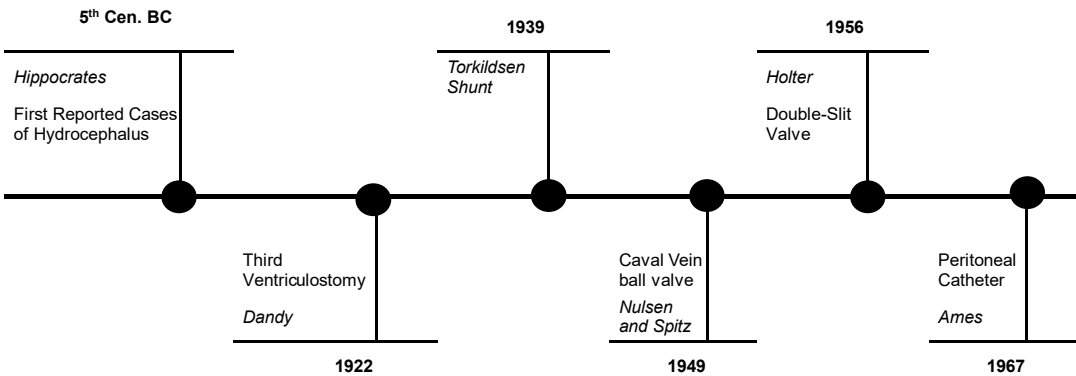 5th Cen. BC
Hippocrates
First Reported Cases
of Hydrocephalus
Third
Ventriculostomy
Dandy
1922
1939
Torkildsen
Shunt
Caval Vein
ball valve
Nulsen
and Spitz
1949
1956
Holter
Double-Slit
Valve
Peritoneal
Catheter
Ames
1967